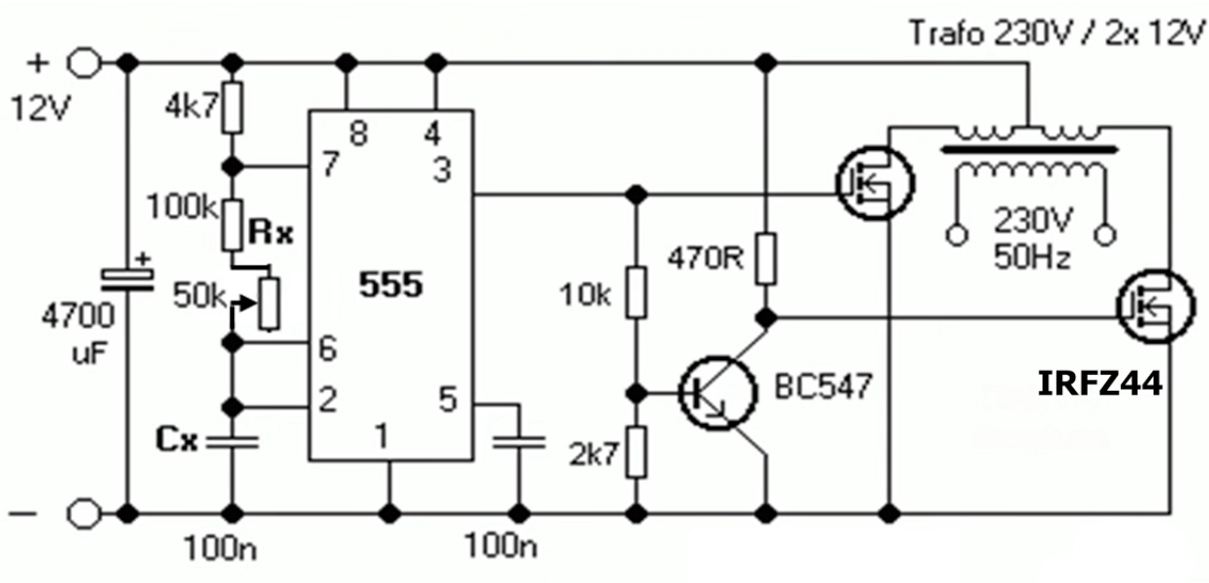 Trafo 230V / 2x 12V
+
12V
4k7
8
4
7
3
100k
Rx
230V
50Hz
470R
+
555
50k
10k
4700
uF
6
IRFZ44
BC547
2
5
Cx
1
2k7
—
100n
100n